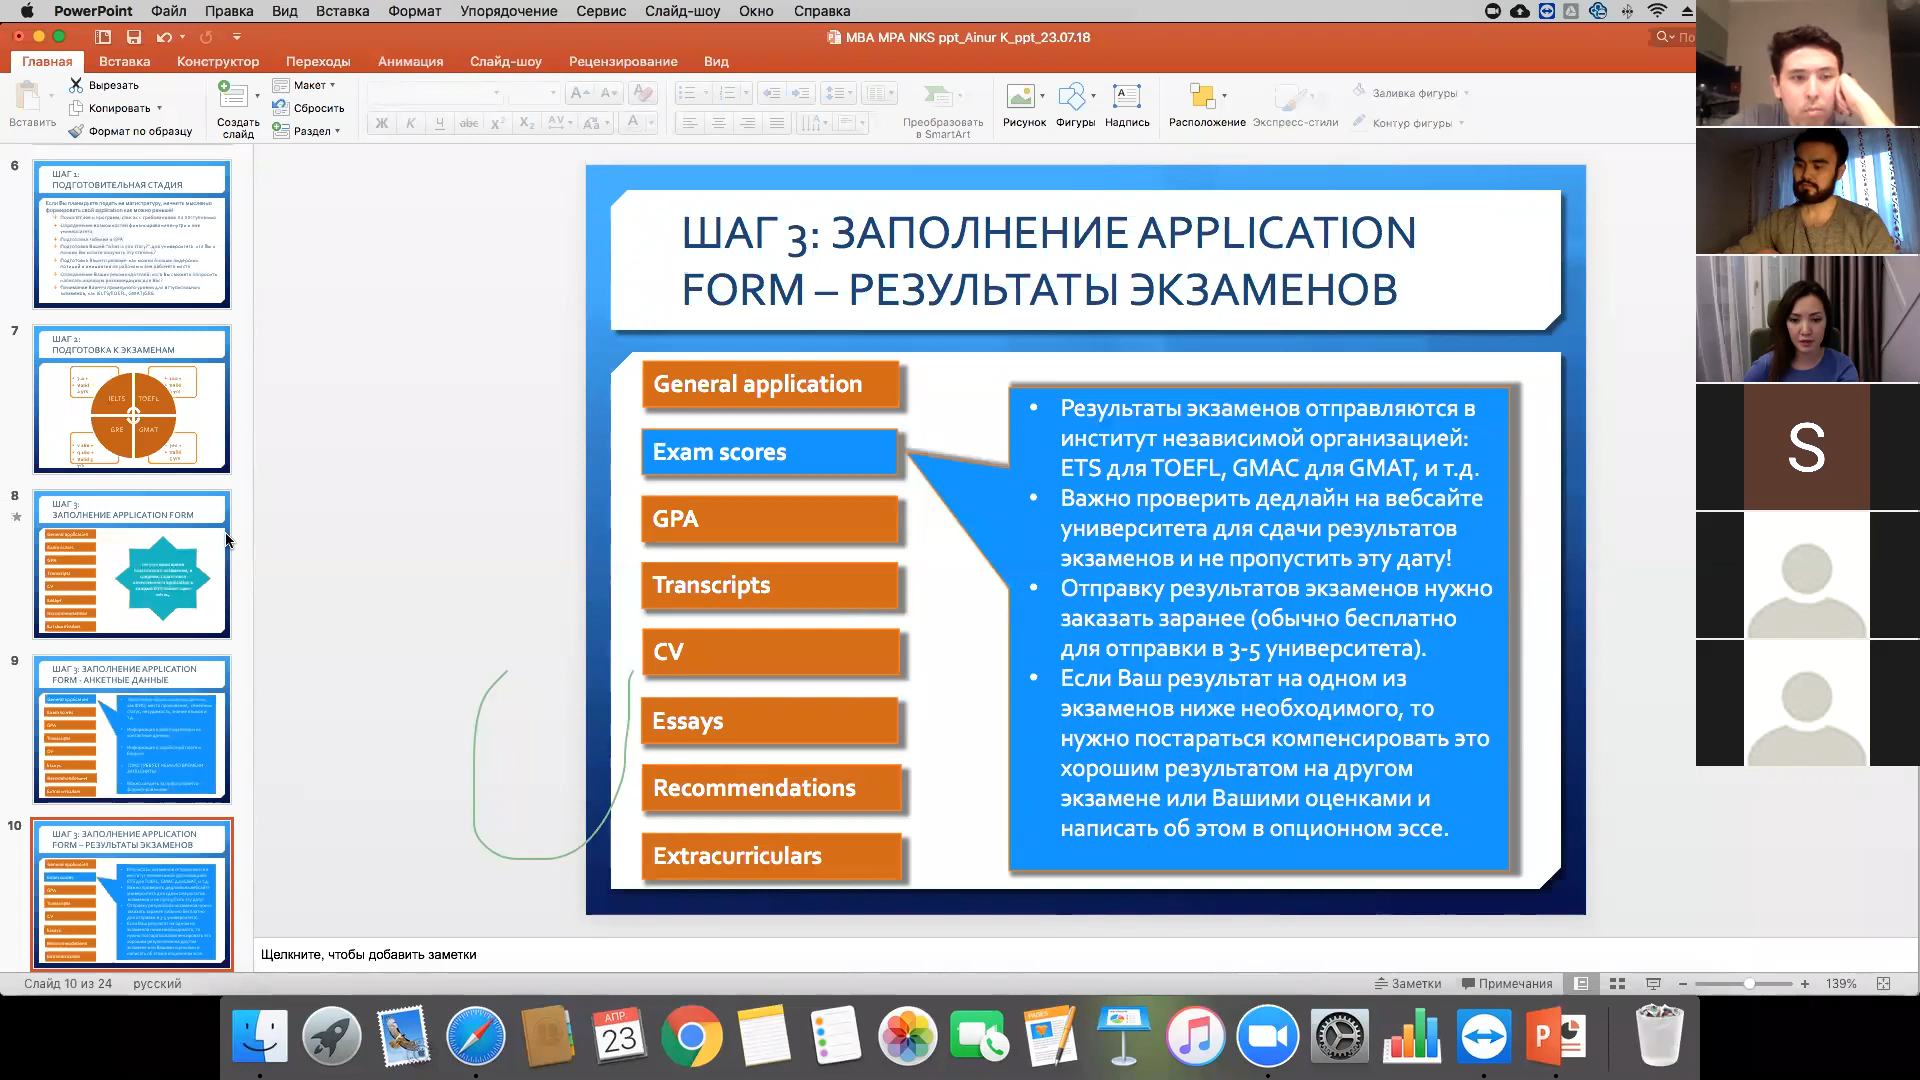 PowerPoint Файл Правка Вид Вставка Формат Упорядочение Сервис Слайд-шоу Окно Справка
MBA MPA NKS ppt_Ainur K_ppt_23.07.18
Главная Вставка Конструктор Переходы Анимация Слайд-шоу Рецензирование Вид
Вставить
Вырезать
Копировать
Формат по образцу
Создать слайд
Макет
Сбросить
Раздел
Преобразовать
в SmartArt
Рисунок Фигуры Надпись
Расположение Экспресс-стили
Заливка фигуры
Контур фигуры
6
ШАГ 1:
ПОДГОТОВИТЕЛЬНАЯ СТАДИЯ
7
ШАГ 2:
ПОДГОТОВКА К ЭКЗАМЕНАМ
IELTS TOEFL
GRE GMAT
8
ШАГ 3:
ЗАПОЛНЕНИЕ APPLICATION FORM
9
ШАГ 3: ЗАПОЛНЕНИЕ APPLICATION
FORM - АНКЕТНЫЕ ДАННЫЕ
10
ШАГ 3: ЗАПОЛНЕНИЕ APPLICATION
FORM – РЕЗУЛЬТАТЫ ЭКЗАМЕНОВ
ШАГ 3: ЗАПОЛНЕНИЕ APPLICATION
FORM – РЕЗУЛЬТАТЫ ЭКЗАМЕНОВ
General application
Exam scores
GPA
Transcripts
CV
Essays
Recommendations
Extracurriculars
• Результаты экзаменов отправляются в
институт независимой организацией:
ETS для TOEFL, GMAC для GMAT, и т.д.
• Важно проверить дедлайн на вебсайте
университета для сдачи результатов
экзаменов и не пропустить эту дату!
• Отправку результатов экзаменов нужно
заказать заранее (обычно бесплатно
для отправки в 3-5 университета).
• Если Ваш результат на одном из
экзаменов ниже необходимого, то
нужно постараться компенсировать это
хорошим результатом на другом
экзамене или Вашими оценками и
написать об этом в опционном эссе.
S
Щелкните, чтобы добавить заметки
Слайд 10 из 24 русский
Заметки Примечания 139%
АПР.
23
PAGES